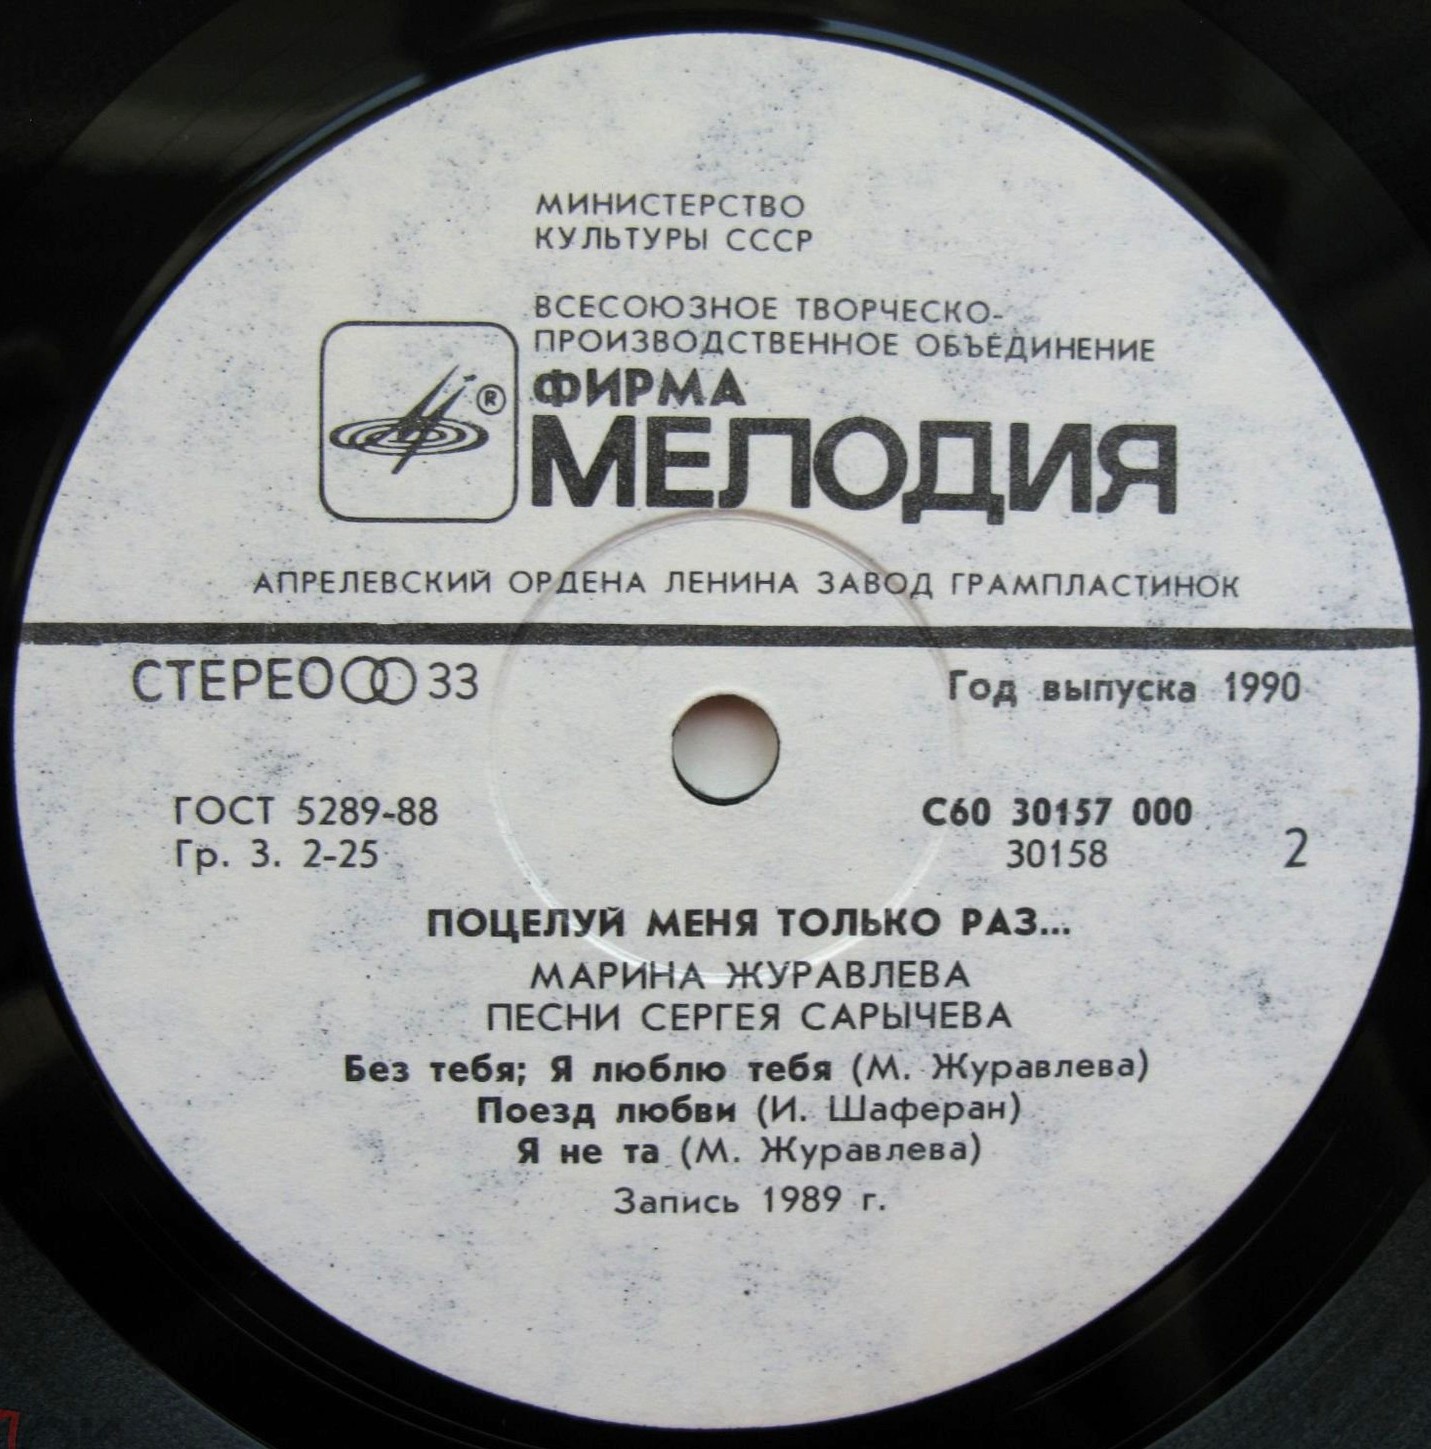 МИНИСТЕРСТВО
КУЛЬТУРЫ СССР
ВСЕСОЮЗНОЕ ТВОРЧЕСКО-
ПРОИЗВОДСТВЕННОЕ ОБЪЕДИНЕНИЕ
®
ФИРМА
МЕЛОДИЯ
АПРЕЛЕВСКИЙ ОРДЕНА ЛЕНИНА ЗАВОД ГРАМПЛАСТИНОК
СТЕРЕО 33
Год выпуска 1990
ГОСТ 5289-88
Гр. 3. 2-25
С60 30157 000
30158
2
ПОЦЕЛУЙ МЕНЯ ТОЛЬКО РАЗ...
МАРИНА ЖУРАВЛЕВА
ПЕСНИ СЕРГЕЯ САРЫЧЕВА
Без тебя; Я люблю тебя (М. Журавлева)
Поезд любви (И. Шаферан)
Я не та (М. Журавлева)
Запись 1989 г.